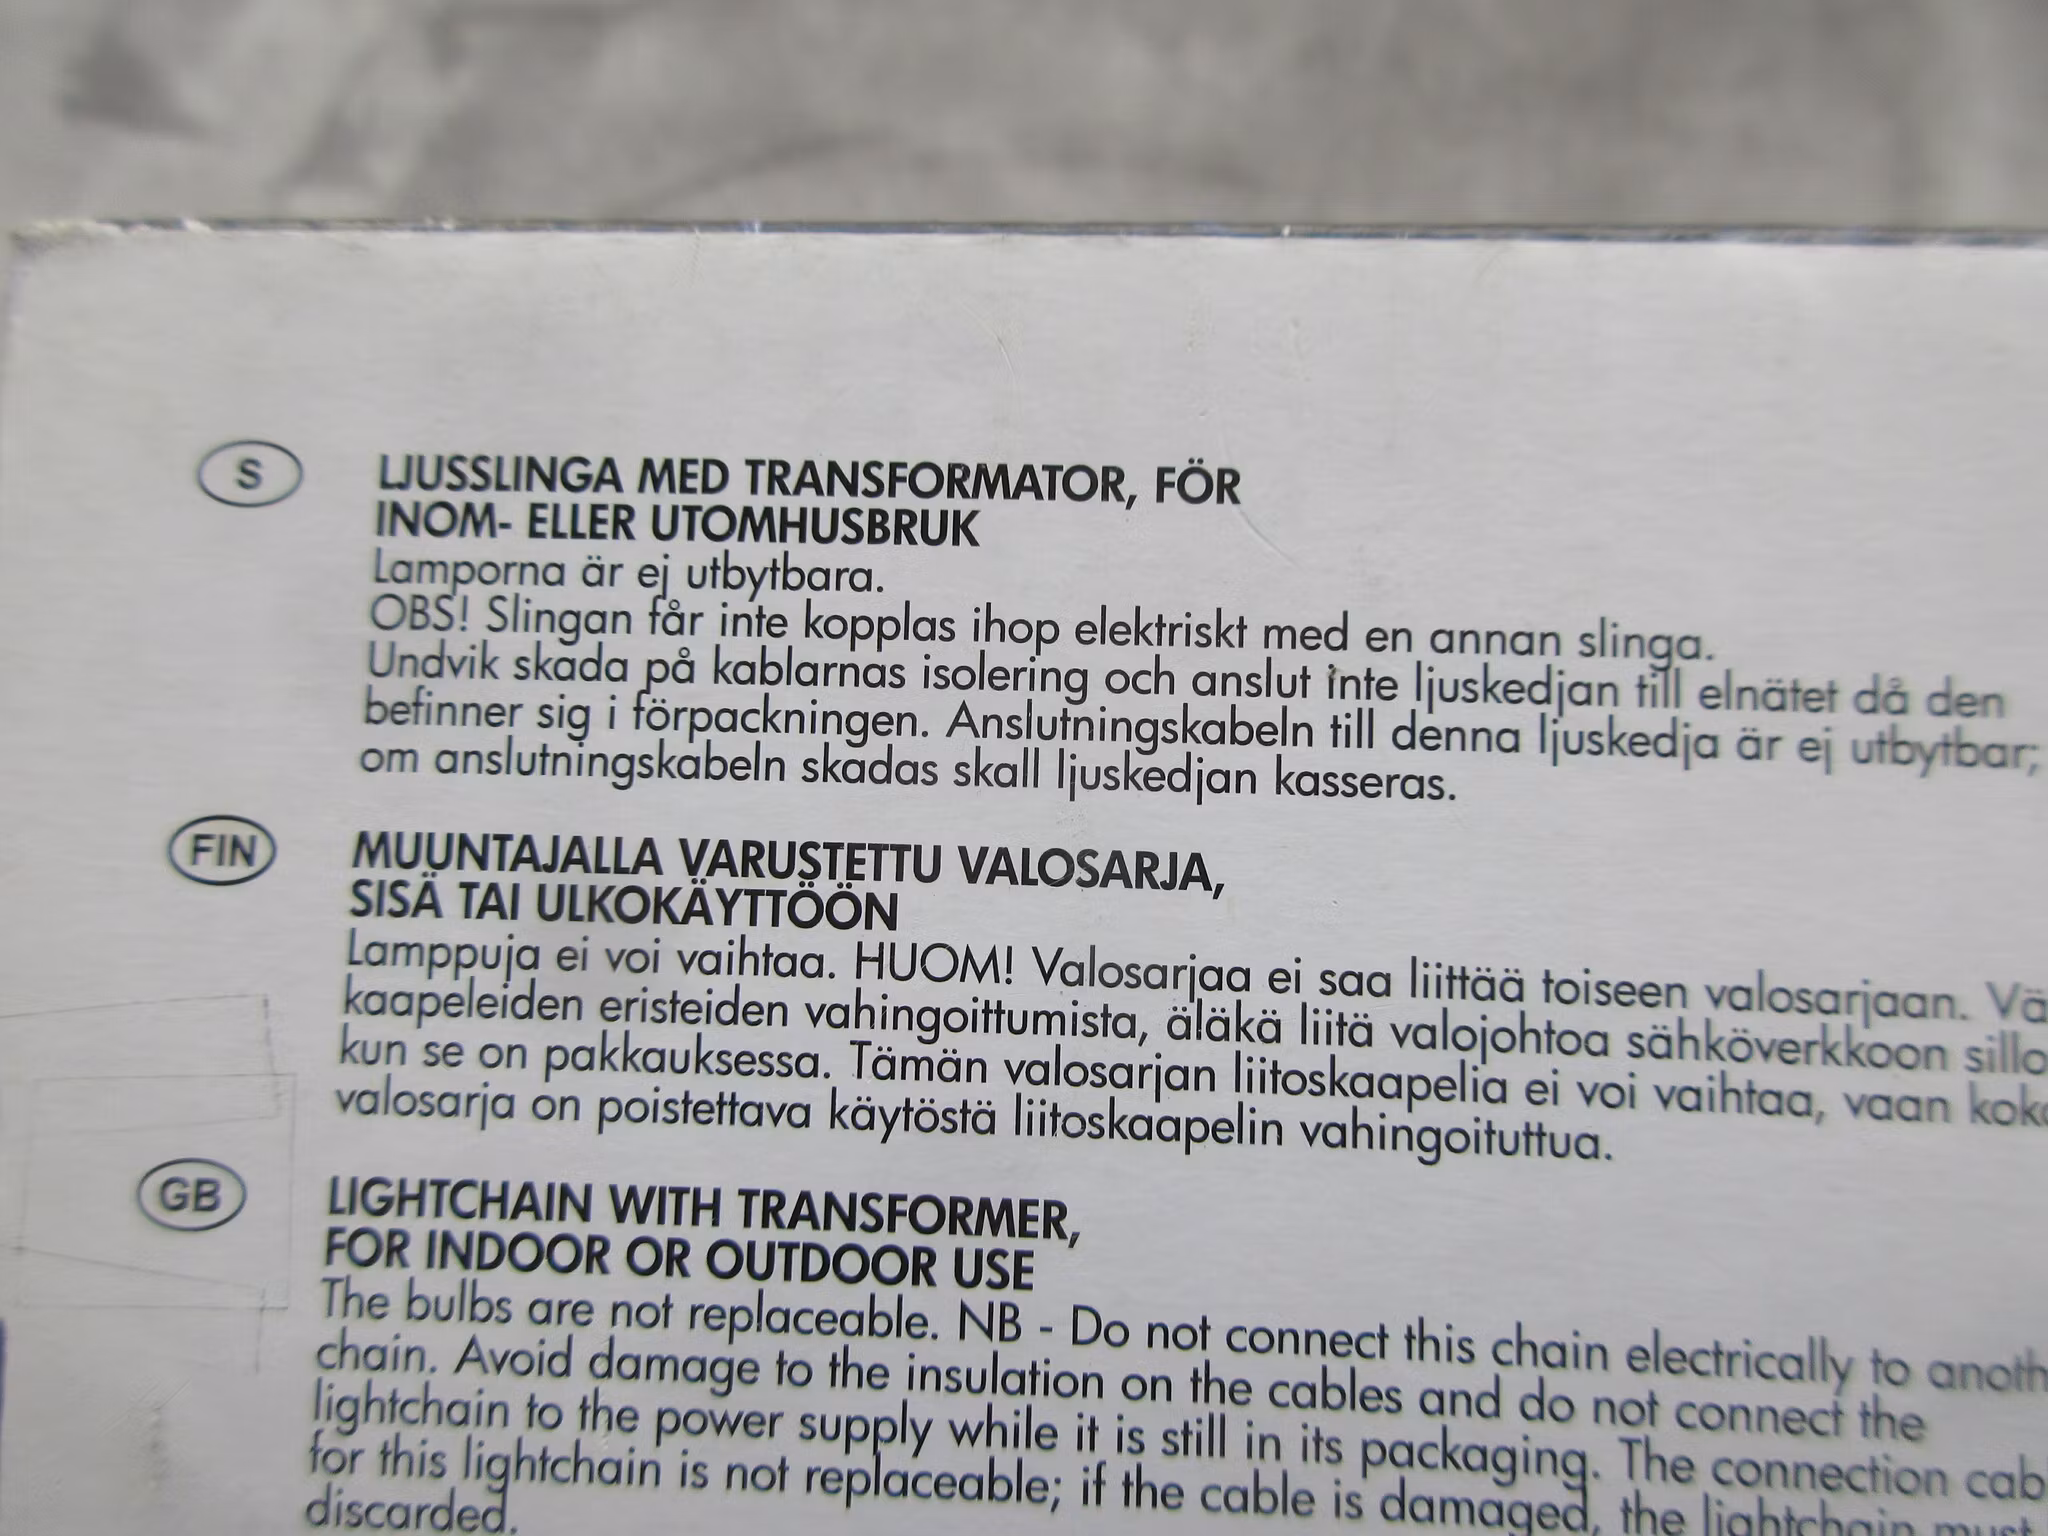 S
LJUSSLINGA MED TRANSFORMATOR, FÖR
INOM- ELLER UTOMHUSBRUK
Lamporna är ej utbytbara.
OBS! Slingan får inte kopplas ihop elektriskt med en annan slinga.
Undvik skada på kablarnas isolering och anslut inte ljuskedjan till elnätet då den
befinner sig i förpackningen. Anslutningskabeln till denna ljuskedja är ej utbytbar;
om anslutningskabeln skadas skall ljuskedjan kasseras.
FIN
MUUNTAJALLA VARUSTETTU VALOSARJA,
SISÄ TAI ULKOKÄYTTÖÖN
Lamppuja ei voi vaihtaa. HUOM! Valosarjaa ei saa liittää toiseen valosarjaan. Vä
kaapeleiden eristeiden vahingoittumista, äläkä liitä valojohtoa sähköverkkoon sillo
kun se on pakkauksessa. Tämän valosarjan liitoskaapelia ei voi vaihtaa, vaan koko
valosarja on poistettava käytöstä liitoskaapelin vahingoituttua.
GB
LIGHTCHAIN WITH TRANSFORMER,
FOR INDOOR OR OUTDOOR USE
The bulbs are not replaceable. NB - Do not connect this chain electrically to anoth
chain. Avoid damage to the insulation on the cables and do not connect the
lightchain to the power supply while it is still in its packaging. The connection cab
for this lightchain is not replaceable; if the cable is damaged, the lightchain must
discarded.